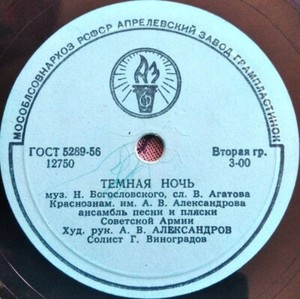 МОСОБЛСОВНАРХОЗ РСФСР АПРЕЛЕВСКИЙ ЗАВОД ГРАМПЛАСТИНОК
ГОСТ 5289-56 Вторая гр.
12750 3-00
ТЕМНАЯ НОЧЬ
муз. Н. Богословского, сл. В. Агатова
Краснознам. им. А. В. Александрова
ансамбль песни и пляски
Советской Армии
Худ. рук. А. В. АЛЕКСАНДРОВ
Солист Г. Виноградов